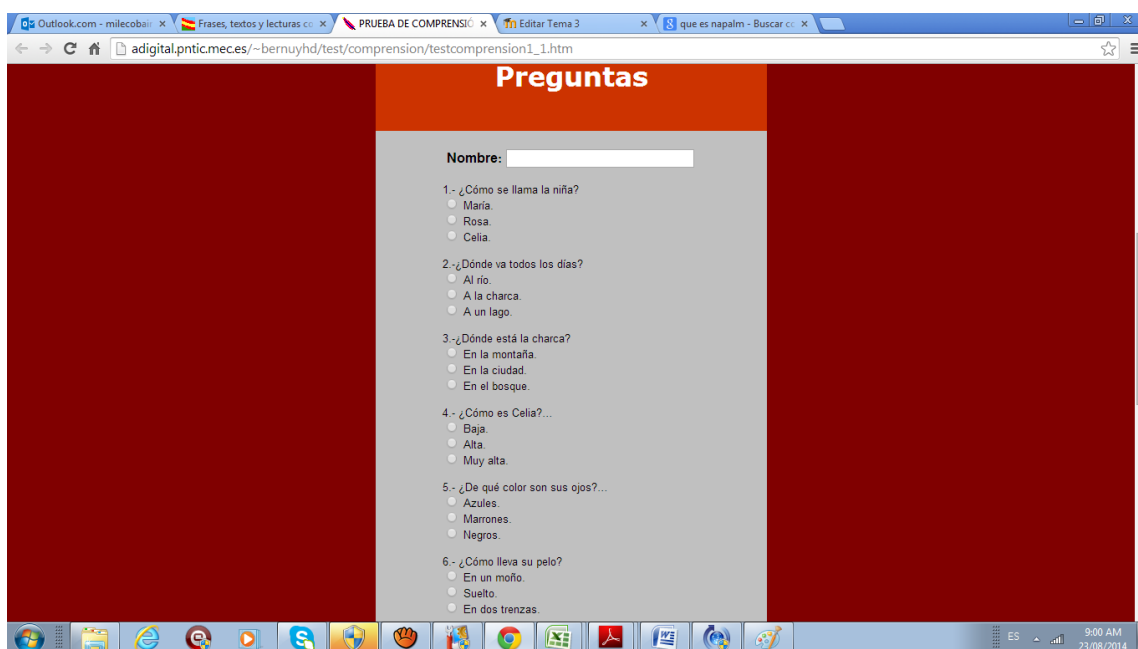 Outlook.com - milecobair
Frases, textos y lecturas co
PRUEBA DE COMPRENSIÓ
Editar Tema 3
que es napalm - Buscar co
adigital.pntic.mec.es/~bernuyhd/test/comprension/testcomprension1_1.htm
Preguntas
Nombre:
1.- ¿Cómo se llama la niña?
María.
Rosa.
Celia.
2.-¿Dónde va todos los días?
Al río.
A la charca.
A un lago.
3.-¿Dónde está la charca?
En la montaña.
En la ciudad.
En el bosque.
4.- ¿Cómo es Celia?...
Baja.
Alta.
Muy alta.
5.- ¿De qué color son sus ojos?...
Azules.
Marrones.
Negros.
6.- ¿Cómo lleva su pelo?
En un moño.
Suelto.
En dos trenzas.
ES
9:00 AM
23/08/2014